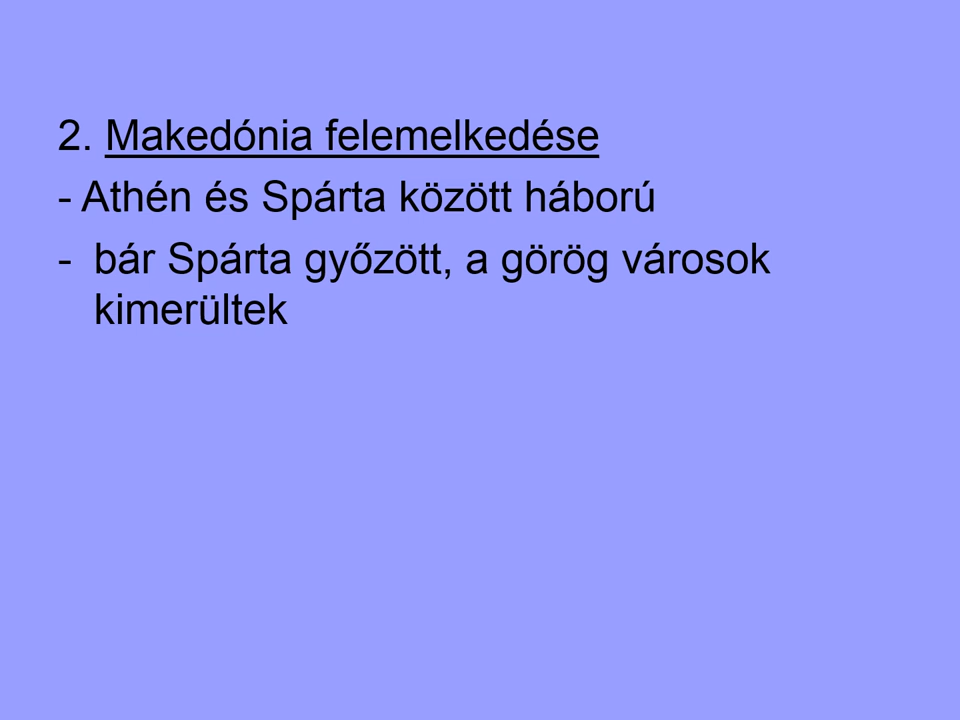 2. Makedónia felemelkedése
- Athén és Spárta között háború
- bár Spárta győzött, a görög városok
kimerültek